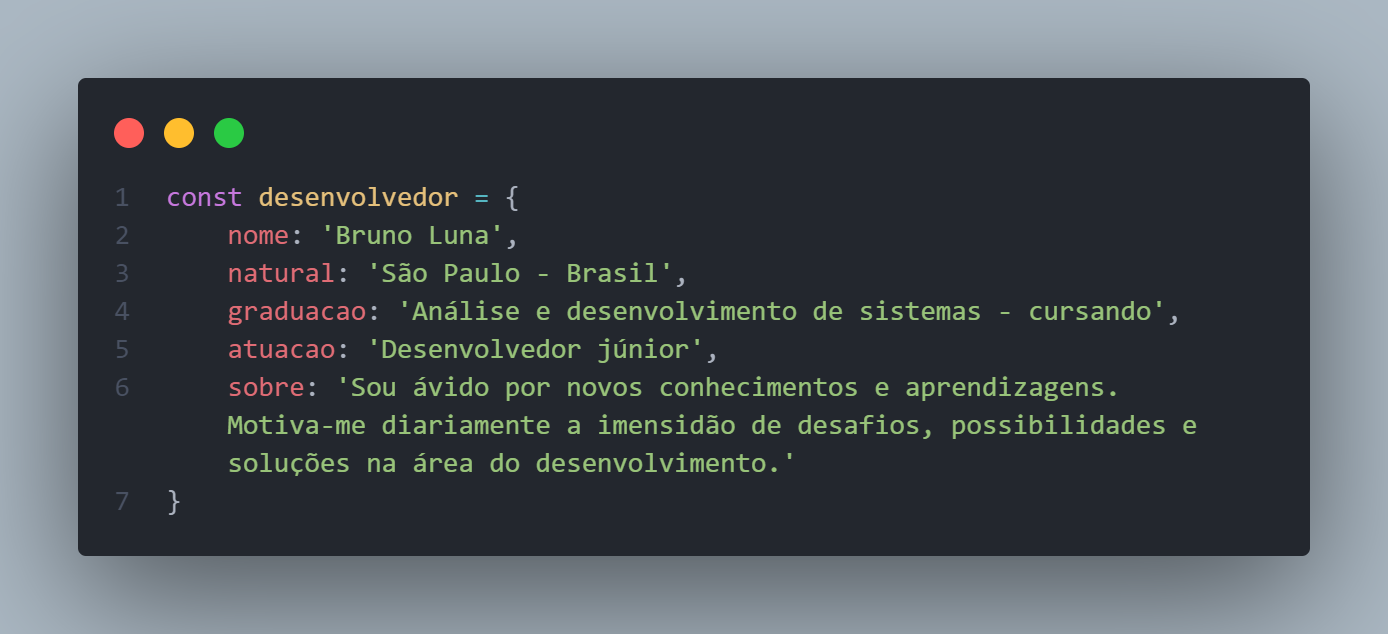 1 const desenvolvedor = {
2 nome: 'Bruno Luna',
3 natural: 'São Paulo - Brasil',
4 graduacao: 'Análise e desenvolvimento de sistemas - cursando',
5 atuacao: 'Desenvolvedor júnior',
6 sobre: 'Sou ávido por novos conhecimentos e aprendizagens.
Motiva-me diariamente a imensidão de desafios, possibilidades e
soluções na área do desenvolvimento.'
7 }